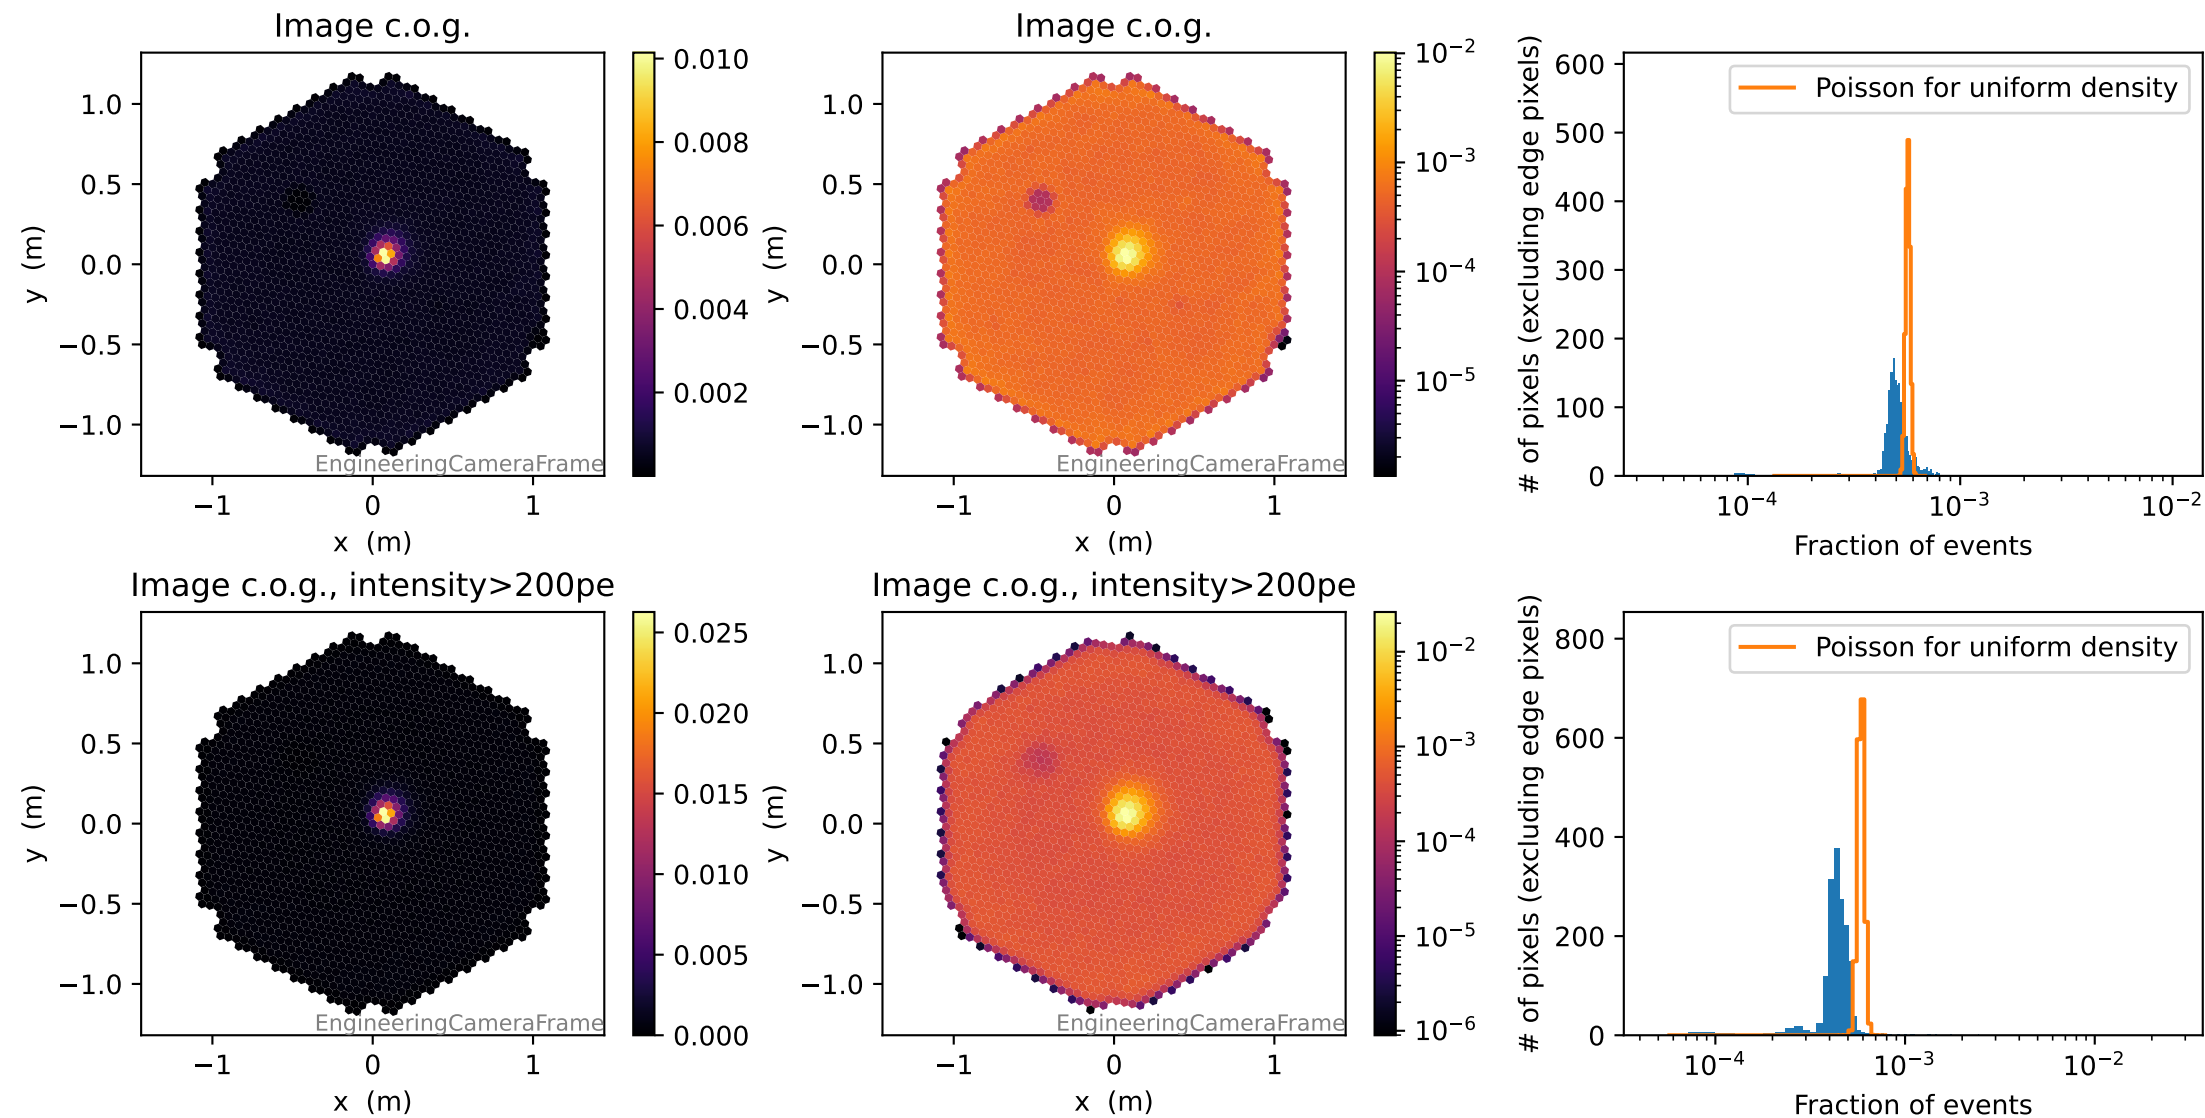 Image c.o.g.
y (m)
1.0
0.5
0.0
−0.5
−1.0
EngineeringCameraFrame
−1 0 1
x (m)
0.010
0.008
0.006
0.004
0.002
Image c.o.g.
y (m)
1.0
0.5
0.0
−0.5
−1.0
EngineeringCameraFrame
−1 0 1
x (m)
10⁻²
10⁻³
10⁻⁴
10⁻⁵
# of pixels (excluding edge pixels)
600
500
400
300
200
100
0
Poisson for uniform density
10⁻⁴ 10⁻³ 10⁻²
Fraction of events
Image c.o.g., intensity>200pe
y (m)
1.0
0.5
0.0
−0.5
−1.0
EngineeringCameraFrame
−1 0 1
x (m)
0.025
0.020
0.015
0.010
0.005
0.000
Image c.o.g., intensity>200pe
y (m)
1.0
0.5
0.0
−0.5
−1.0
EngineeringCameraFrame
−1 0 1
x (m)
10⁻²
10⁻³
10⁻⁴
10⁻⁵
10⁻⁶
# of pixels (excluding edge pixels)
800
600
400
200
0
Poisson for uniform density
10⁻⁴ 10⁻³ 10⁻²
Fraction of events